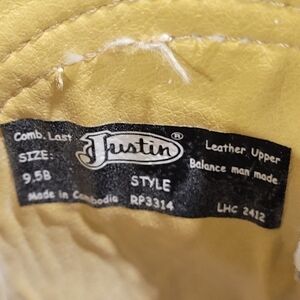 Comb. Last
Justin®
Leather Upper
SIZE:
Balance man made
9.5B
STYLE
Made in Cambodia
RP3314
LHC 2412